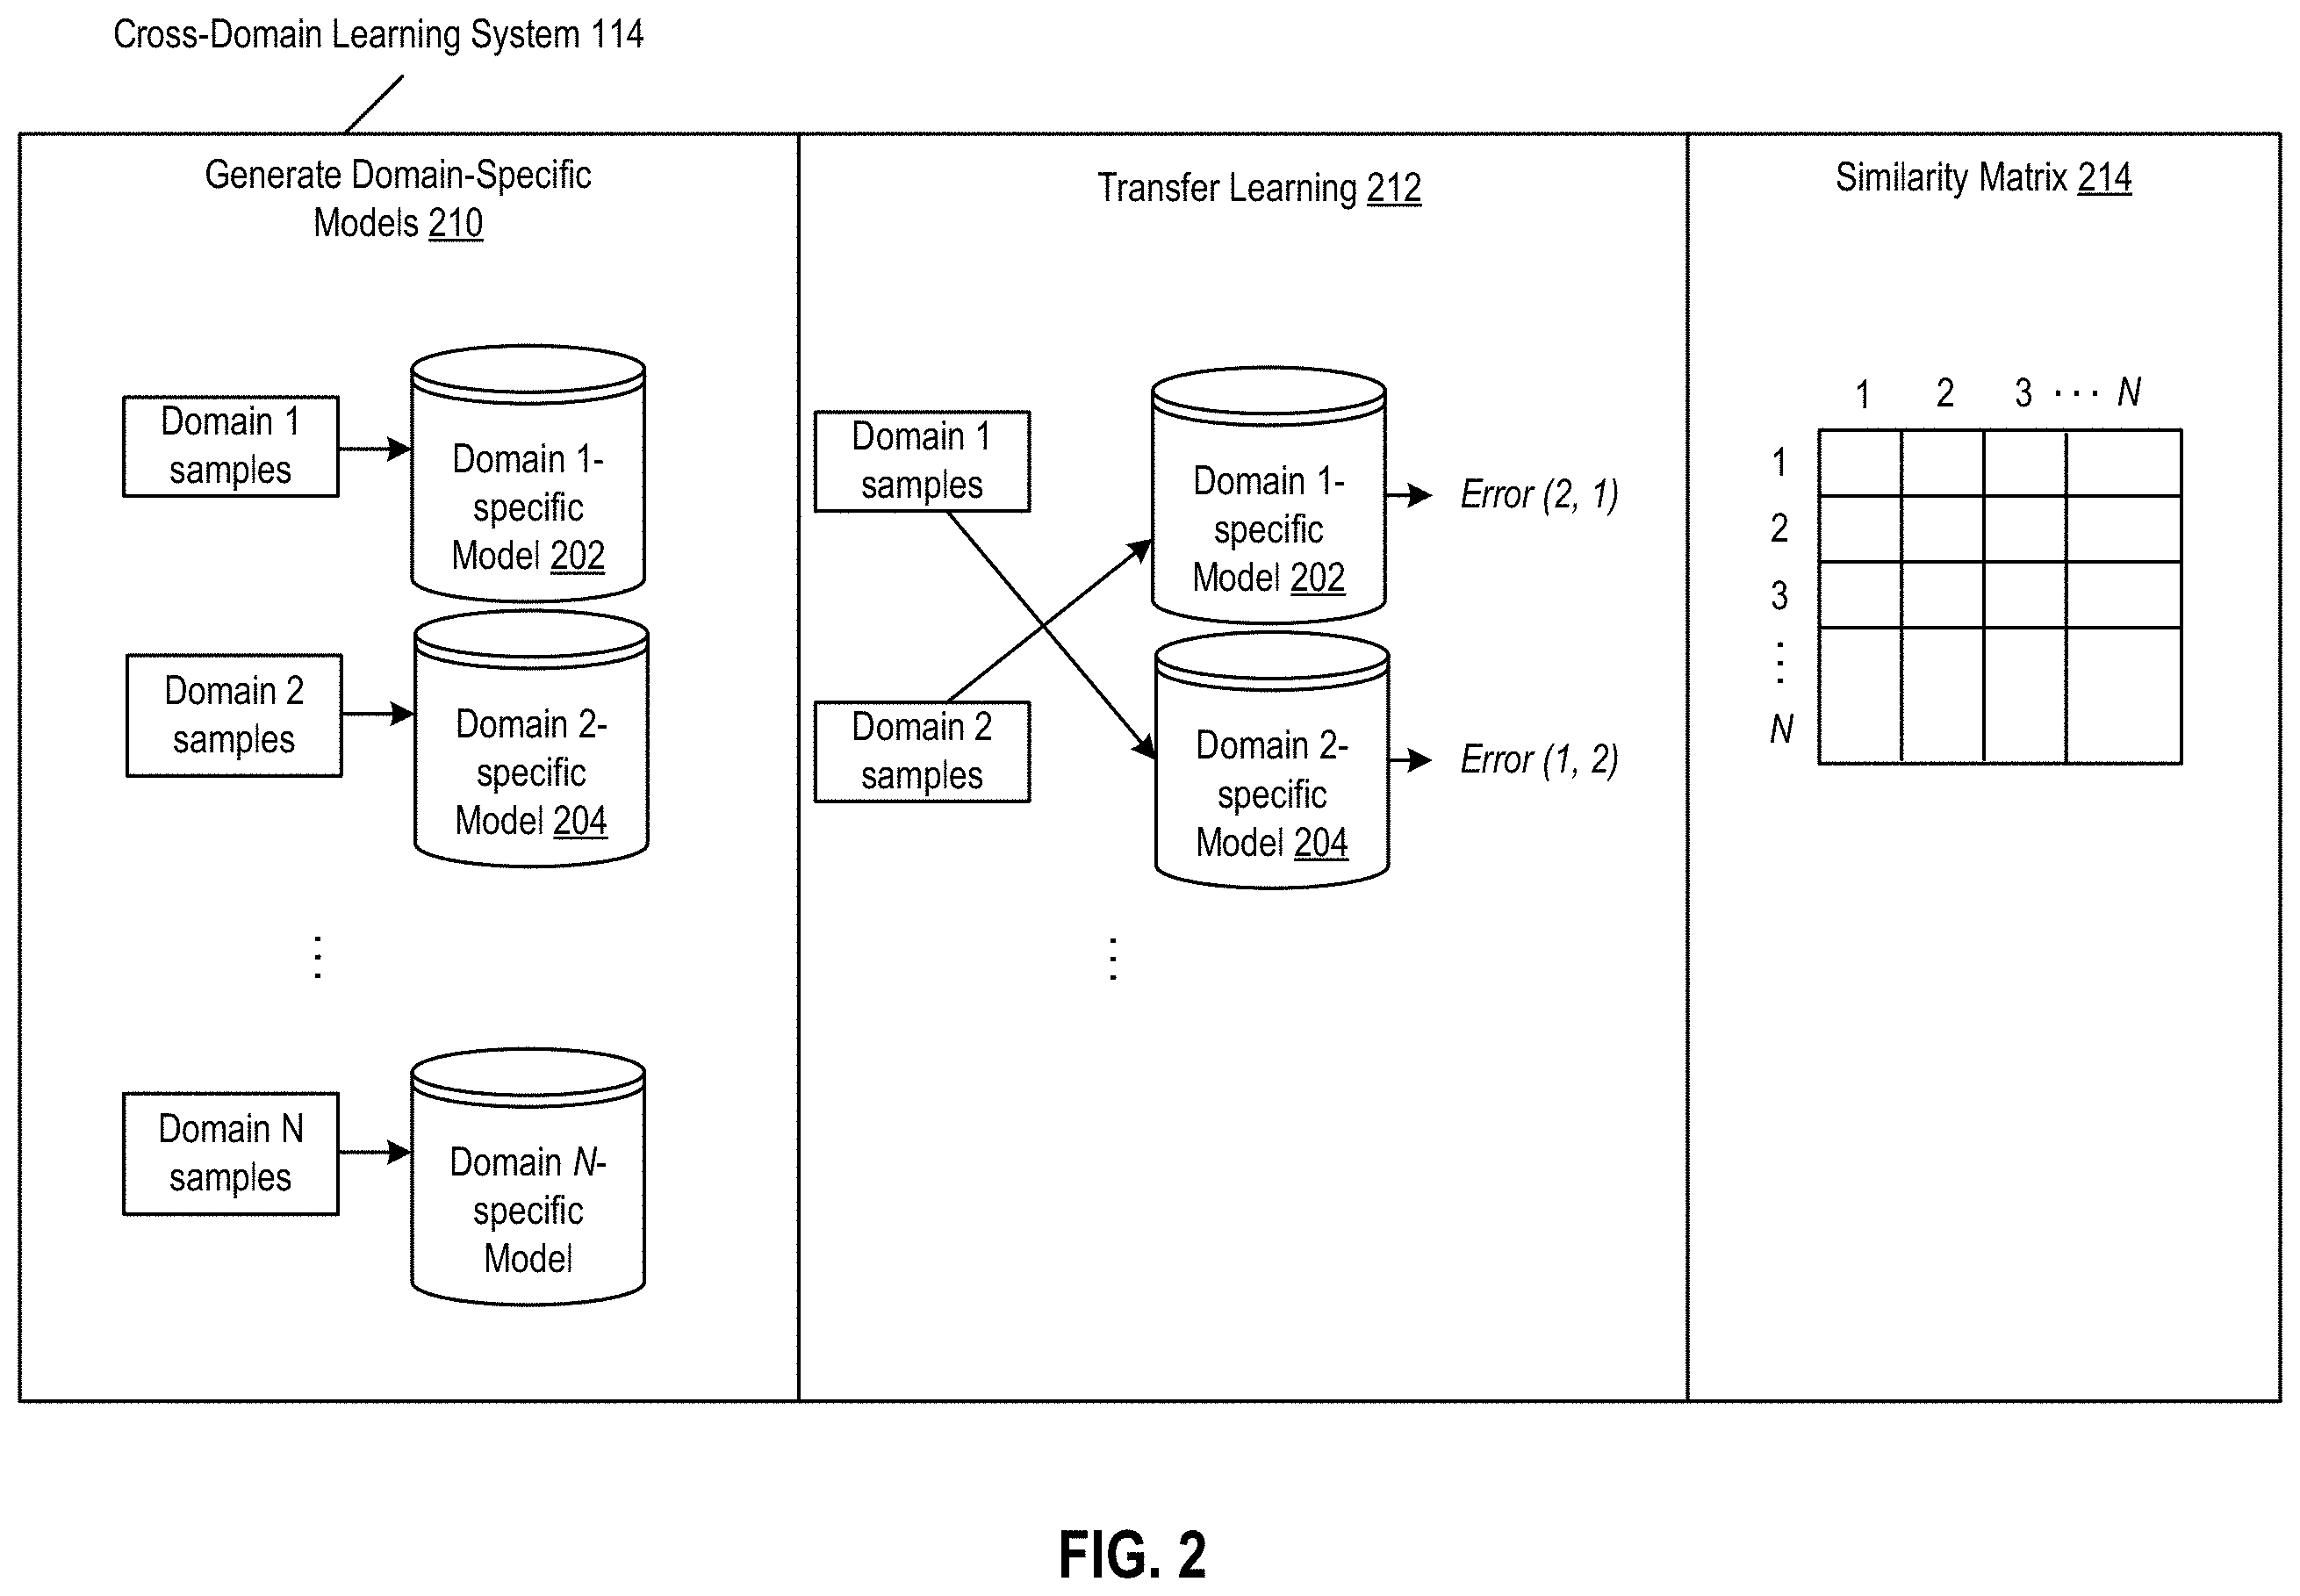 Cross-Domain Learning System 114
Generate Domain-Specific
Models 210
Domain 1
samples
Domain 1-
specific
Model 202
Domain 2
samples
Domain 2-
specific
Model 204
⋮
Domain N
samples
Domain N-
specific
Model
Transfer Learning 212
Domain 1
samples
Domain 1-
specific
Model 202
Error (2, 1)
Domain 2
samples
Domain 2-
specific
Model 204
Error (1, 2)
⋮
Similarity Matrix 214
1 2 3 ⋯ N
1
2
3
⋮
N
FIG. 2